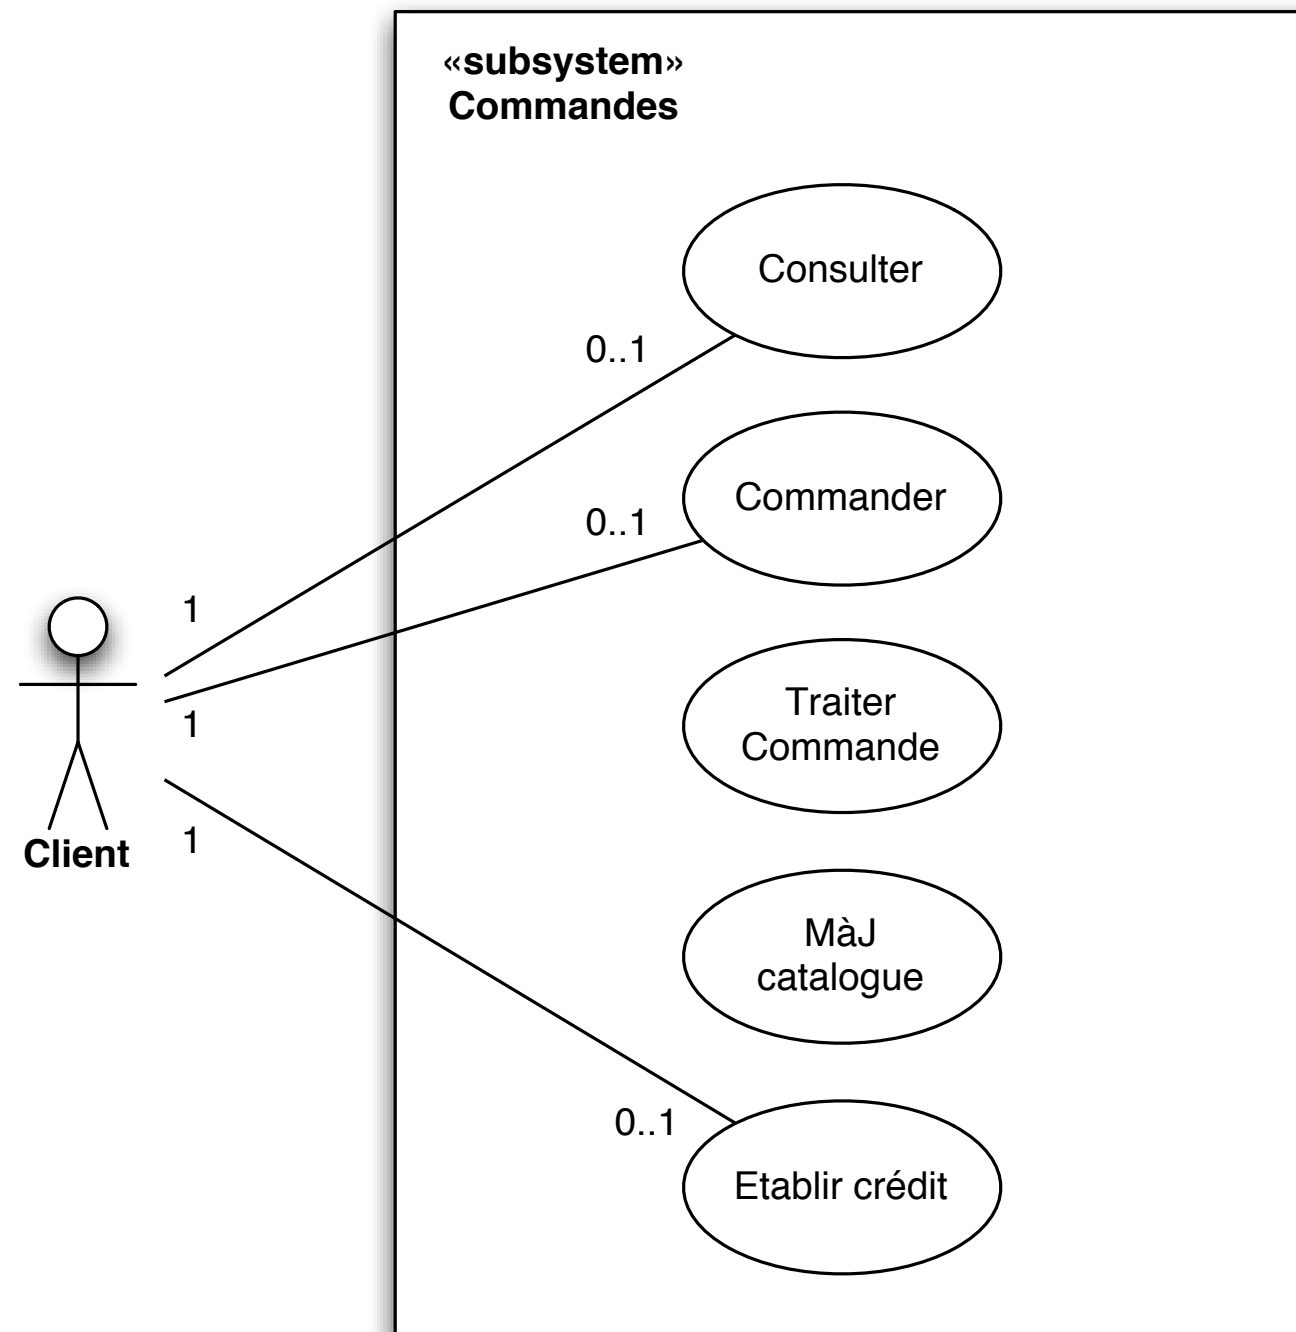 «subsystem»
Commandes
Consulter
0..1
Commander
0..1
1
1
Traiter
Commande
Client
1
MàJ
catalogue
0..1
Etablir crédit